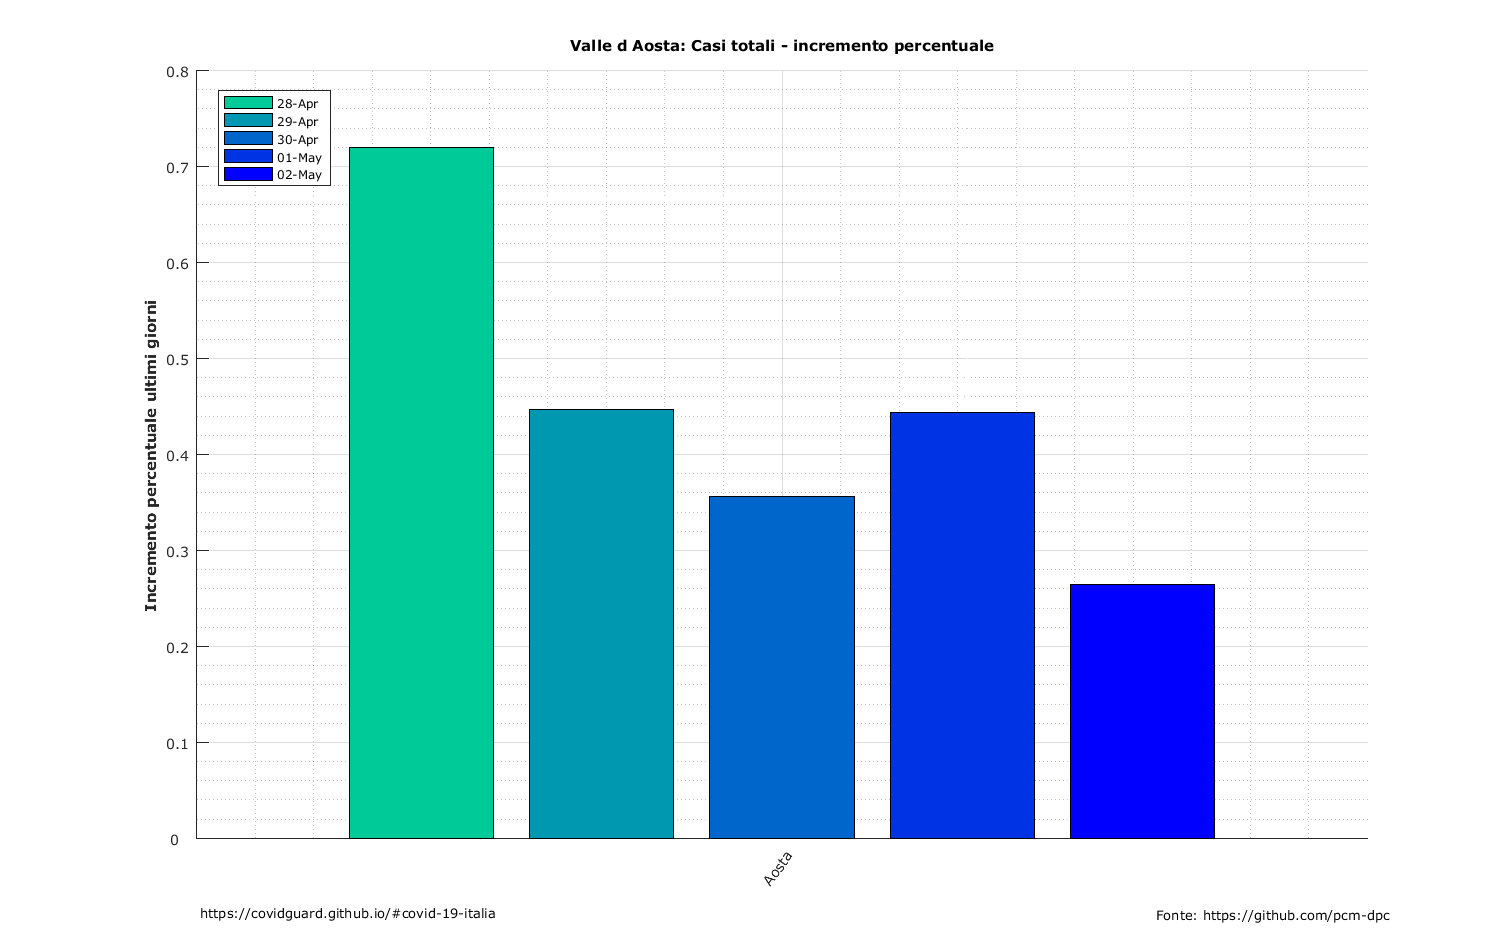 Valle d Aosta: Casi totali - incremento percentuale
0.8
0.7
0.6
0.5
0.4
0.3
0.2
0.1
0
Incremento percentuale ultimi giorni
28-Apr
29-Apr
30-Apr
01-May
02-May
Aosta
https://covidguard.github.io/#covid-19-italia
Fonte: https://github.com/pcm-dpc